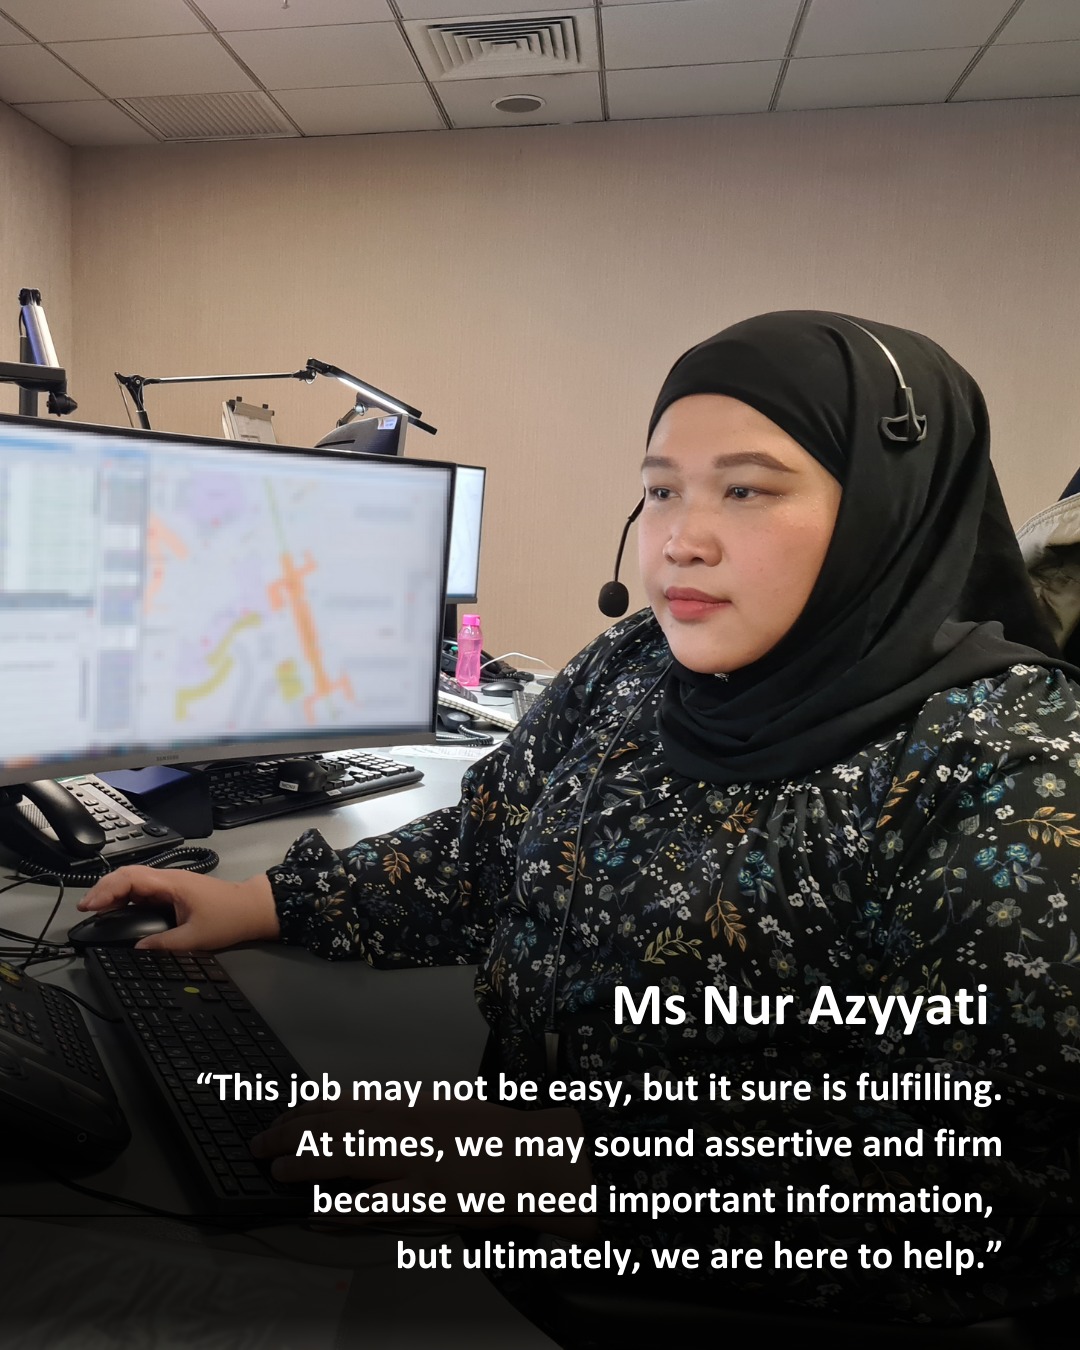 Ms Nur Azyyati
“This job may not be easy, but it sure is fulfilling.
At times, we may sound assertive and firm
because we need important information,
but ultimately, we are here to help.”